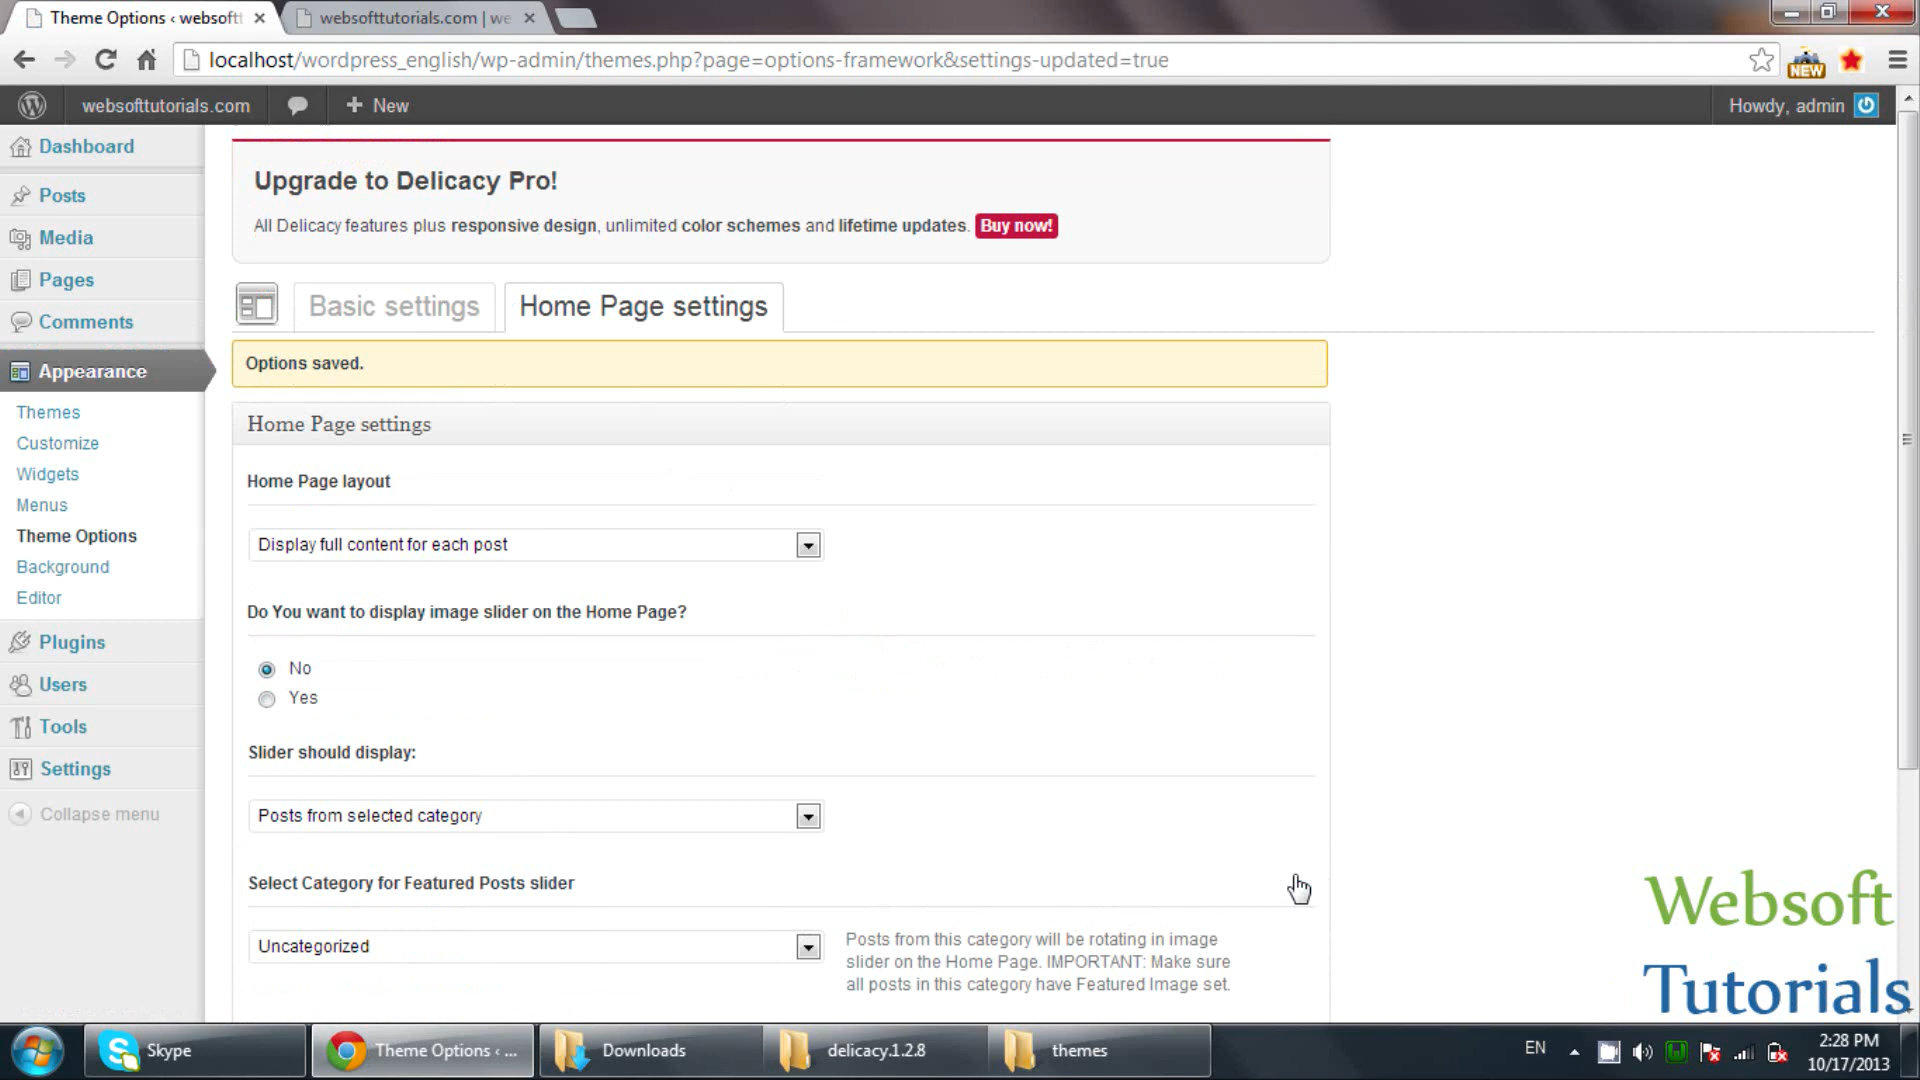 Theme Options ‹ websoft
websofttutorials.com | we
localhost/wordpress_english/wp-admin/themes.php?page=options-framework&settings-updated=true
NEW
websofttutorials.com
+ New
Howdy, admin
Dashboard
Posts
Media
Pages
Comments
Appearance
Themes
Customize
Widgets
Menus
Theme Options
Background
Editor
Plugins
Users
Tools
Settings
Collapse menu
Upgrade to Delicacy Pro!
All Delicacy features plus responsive design, unlimited color schemes and lifetime updates. Buy now!
Basic settings
Home Page settings
Options saved.
Home Page settings
Home Page layout
Display full content for each post
Do You want to display image slider on the Home Page?
No
Yes
Slider should display:
Posts from selected category
Select Category for Featured Posts slider
Uncategorized
Posts from this category will be rotating in image
slider on the Home Page. IMPORTANT: Make sure
all posts in this category have Featured Image set.
Websoft
Tutorials
Skype
Theme Options ‹ ...
Downloads
delicacy.1.2.8
themes
EN
2:28 PM
10/17/2013